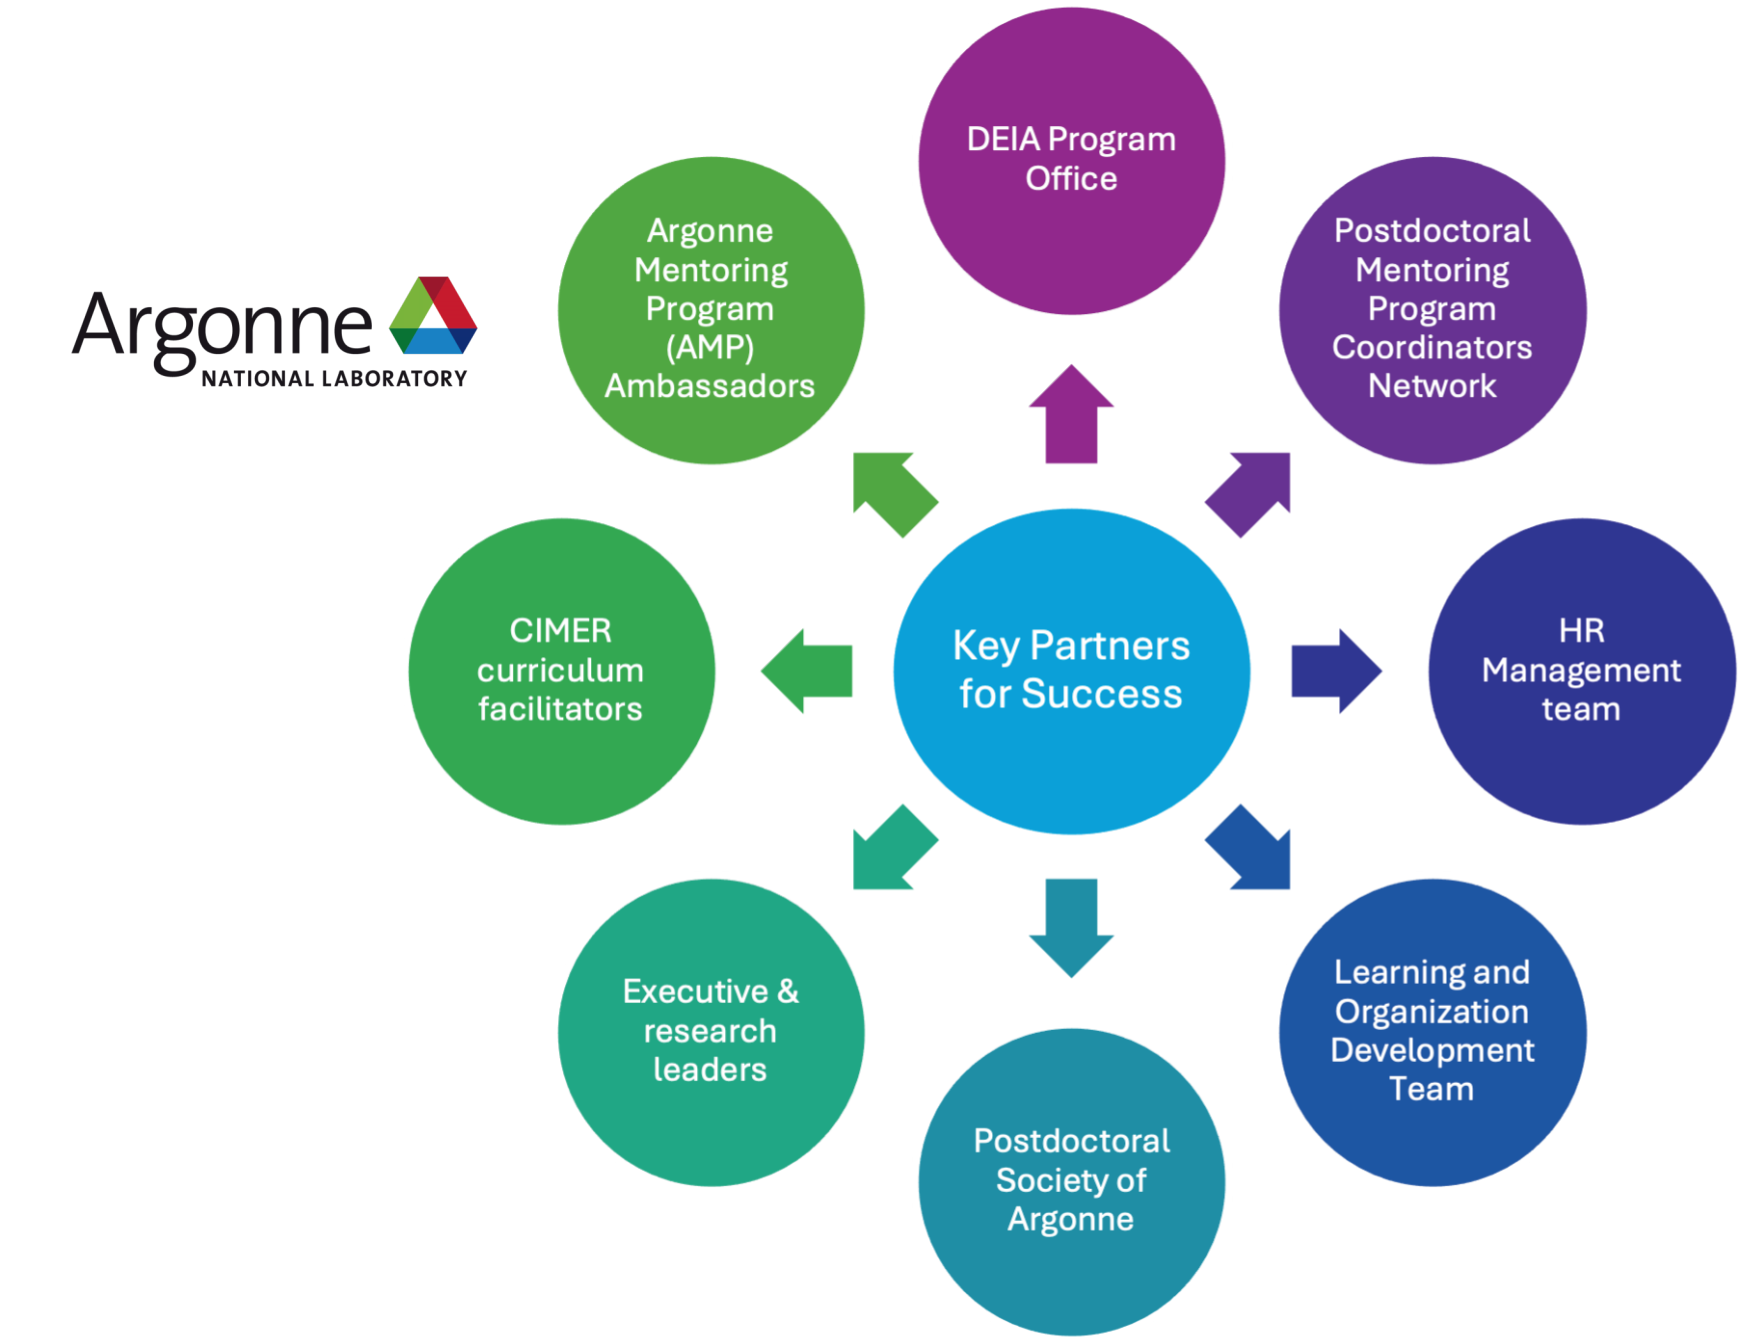 DEIA Program
Office
Postdoctoral
Mentoring
Program
Coordinators
Network
HR
Management
team
Learning and
Organization
Development
Team
Postdoctoral
Society of
Argonne
Executive &
research
leaders
CIMER
curriculum
facilitators
Argonne
Mentoring
Program
(AMP)
Ambassadors
Key Partners
for Success
Argonne
NATIONAL LABORATORY